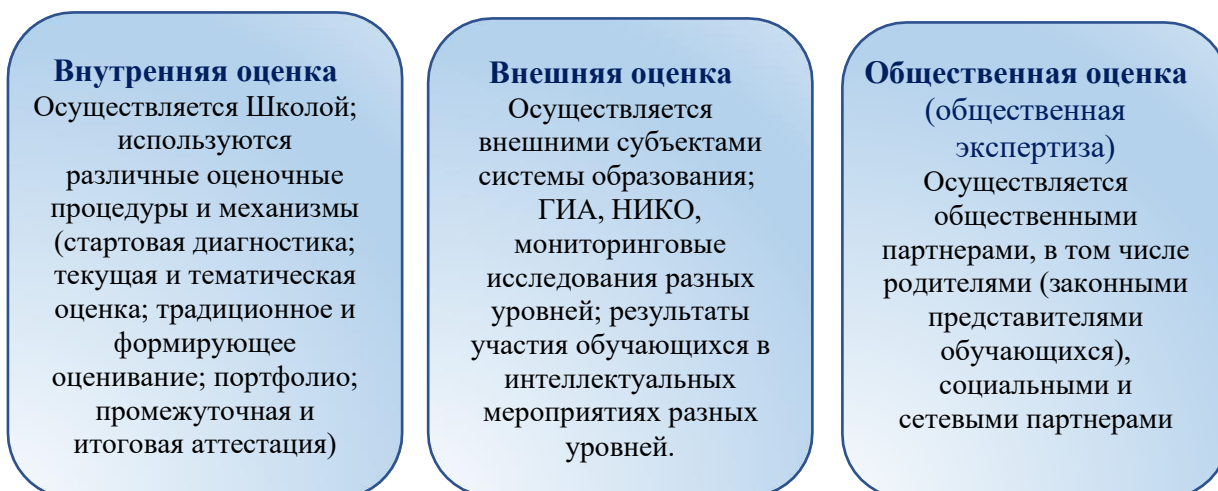 Внутренняя оценка
Осуществляется Школой;
используются
различные оценочные
процедуры и механизмы
(стартовая диагностика;
текущая и тематическая
оценка; традиционное и
формирующее
оценивание; портфолио;
промежуточная и
итоговая аттестация)
Внешняя оценка
Осуществляется
внешними субъектами
системы образования;
ГИА, НИКО,
мониторинговые
исследования разных
уровней; результаты
участия обучающихся в
интеллектуальных
мероприятиях разных
уровней.
Общественная оценка
(общественная
экспертиза)
Осуществляется
общественными
партнерами, в том числе
родителями (законными
представителями
обучающихся),
социальными и
сетевыми партнерами